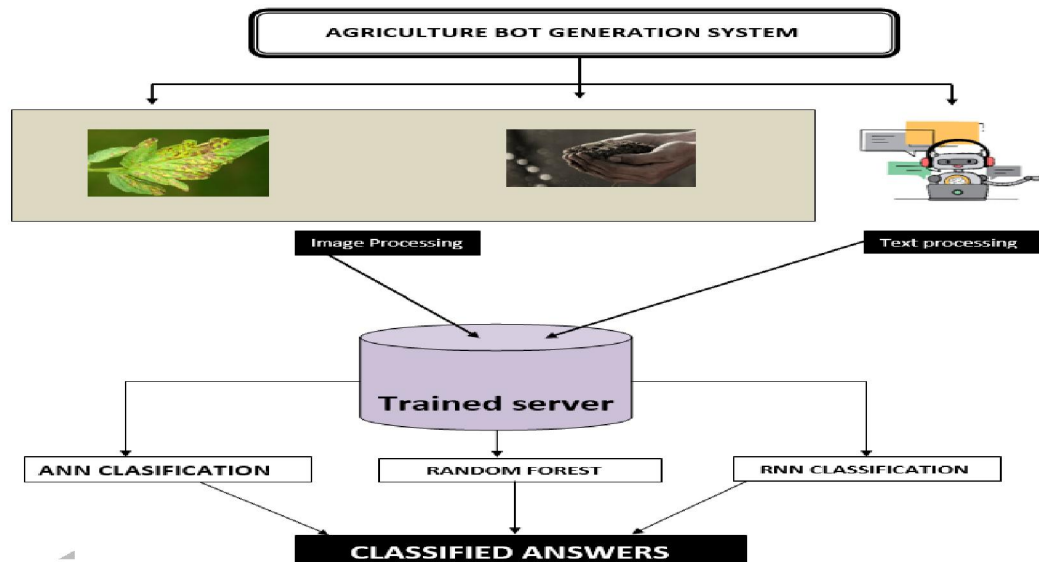 AGRICULTURE BOT GENERATION SYSTEM
Image Processing
Text processing
Trained server
ANN CLASIFICATION
RANDOM FOREST
RNN CLASSIFICATION
CLASSIFIED ANSWERS